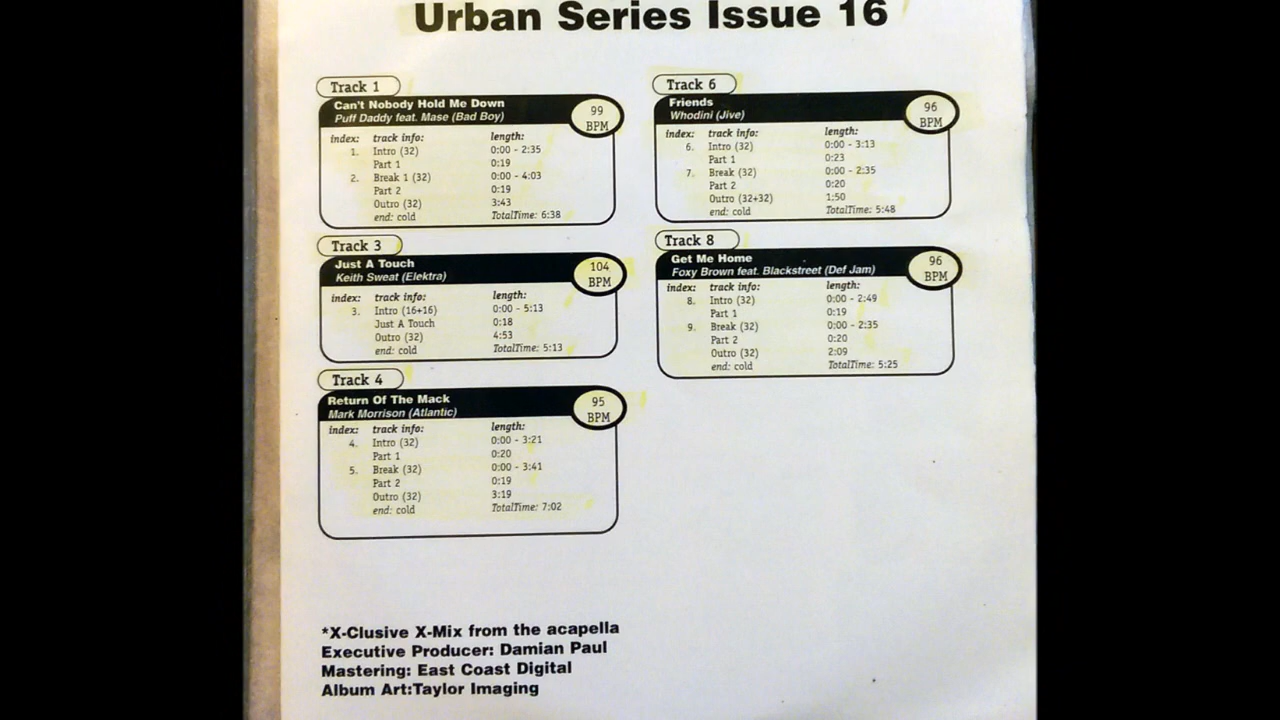 Urban Series Issue 16
Track 1
Can't Nobody Hold Me Down
Puff Daddy feat. Mase (Bad Boy)
99
BPM
index: track info: length:
1. Intro (32) 0:00 - 2:35
Part 1 0:19
2. Break 1 (32) 0:00 - 4:03
Part 2 0:19
Outro (32) 3:43
end: cold TotalTime: 6:38
Track 3
Just A Touch
Keith Sweat (Elektra)
104
BPM
index: track info: length:
3. Intro (16+16) 0:00 - 5:13
Just A Touch 0:18
Outro (32) 4:53
end: cold TotalTime: 5:13
Track 4
Return Of The Mack
Mark Morrison (Atlantic)
95
BPM
index: track info: length:
4. Intro (32) 0:00 - 3:21
Part 1 0:20
5. Break (32) 0:00 - 3:41
Part 2 0:19
Outro (32) 3:19
end: cold TotalTime: 7:02
Track 6
Friends
Whodini (Jive)
96
BPM
index: track info: length:
6. Intro (32) 0:00 - 3:13
Part 1 0:23
7. Break (32) 0:00 - 2:35
Part 2 0:20
Outro (32+32) 1:50
end: cold TotalTime: 5:48
Track 8
Get Me Home
Foxy Brown feat. Blackstreet (Def Jam)
96
BPM
index: track info: length:
8. Intro (32) 0:00 - 2:49
Part 1 0:19
9. Break (32) 0:00 - 2:35
Part 2 0:20
Outro (32) 2:09
end: cold TotalTime: 5:25
*X-Clusive X-Mix from the acapella
Executive Producer: Damian Paul
Mastering: East Coast Digital
Album Art:Taylor Imaging